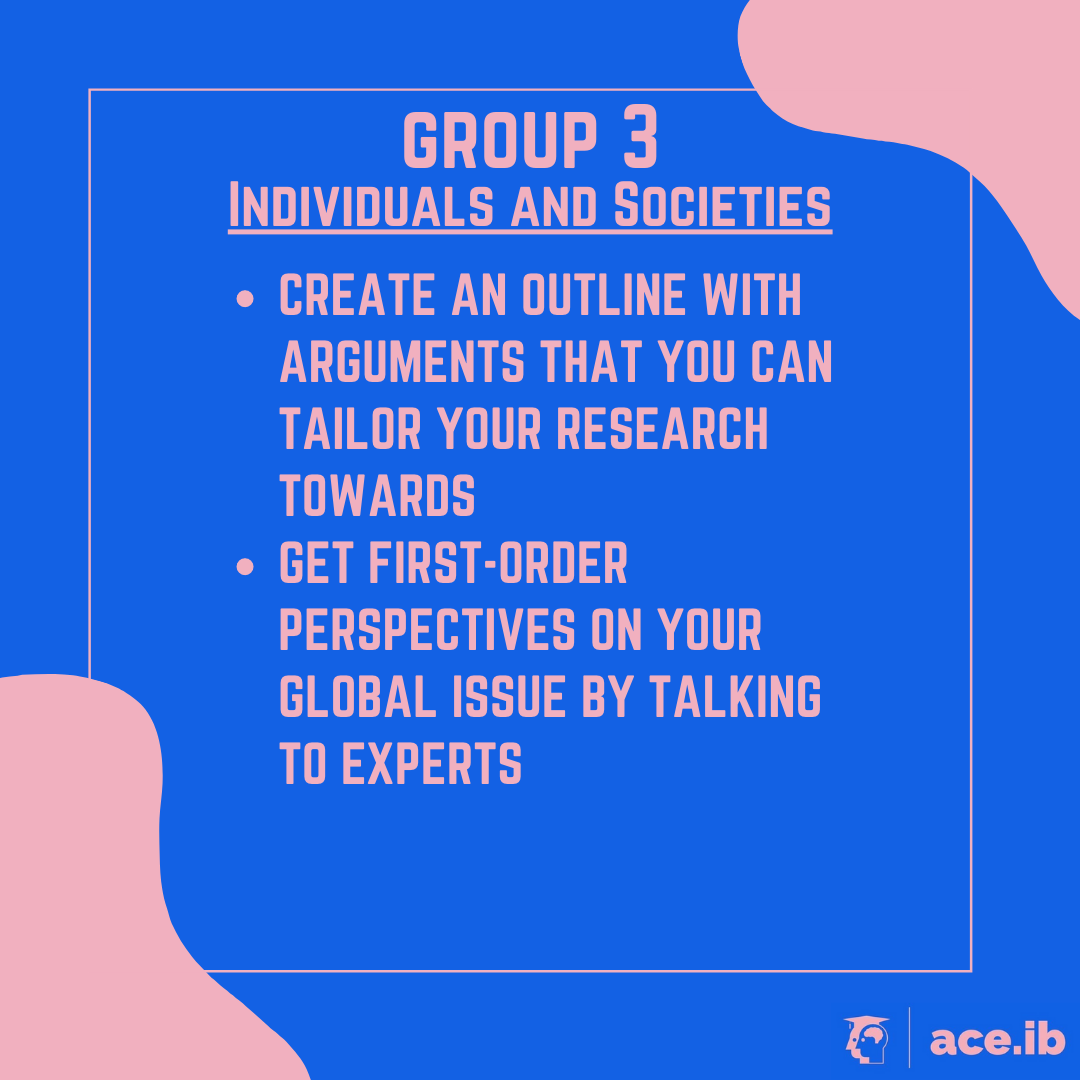 GROUP 3
INDIVIDUALS AND SOCIETIES
• CREATE AN OUTLINE WITH
ARGUMENTS THAT YOU CAN
TAILOR YOUR RESEARCH
TOWARDS
• GET FIRST-ORDER
PERSPECTIVES ON YOUR
GLOBAL ISSUE BY TALKING
TO EXPERTS
ace.ib